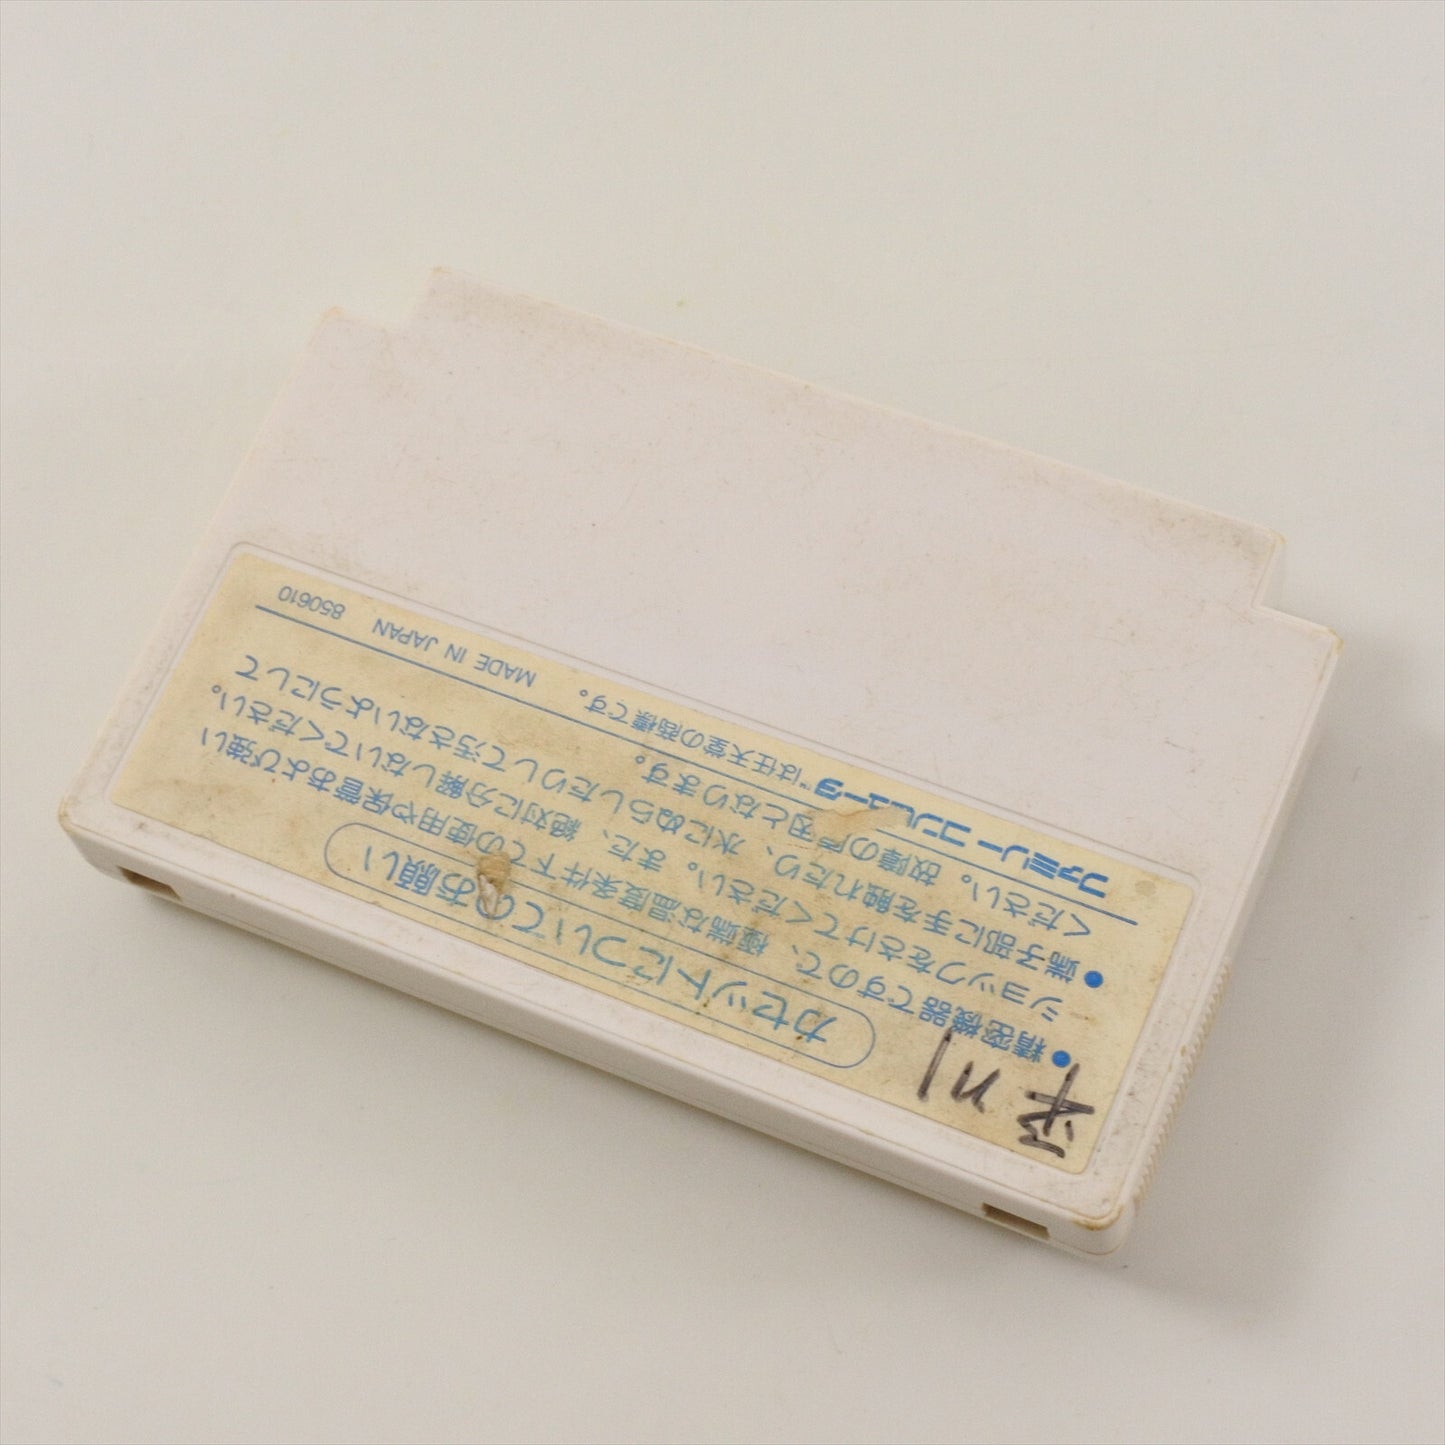 カセットについてのお願い
●精密機器ですので、極端な温度条件下での使用や保管および強い
ショックをさけてください。また、絶対に分解しないでください。
●端子部に手を触れたり、水にぬらしたりして汚さないようにして
ください。故障の原因となります。
ファミリーコンピュータ は任天堂の商標です。 MADE IN JAPAN 850610